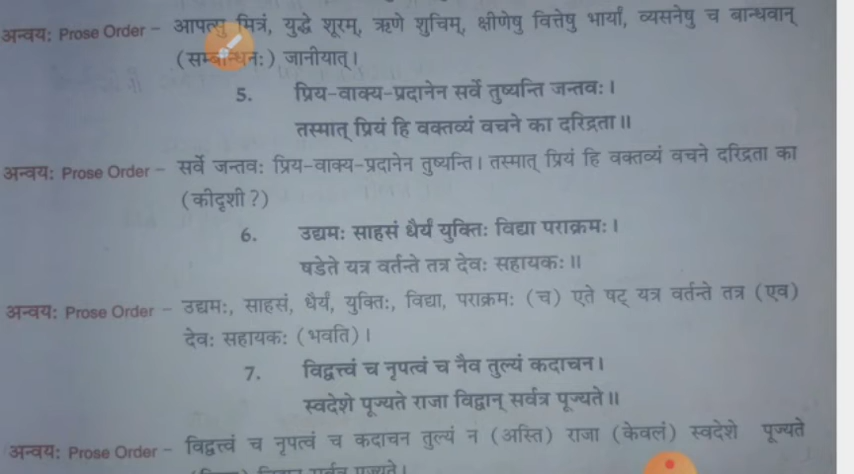 अन्वय: Prose Order – आपत्सु मित्रं, युद्धे शूरम्, ऋणे शुचिम्, क्षीणेषु वित्तेषु भार्यां, व्यसनेषु च बान्धवान्
(सम्बन्धिनः) जानीयात्।
5. प्रिय-वाक्य-प्रदानेन सर्वे तुष्यन्ति जन्तवः।
तस्मात् प्रियं हि वक्तव्यं वचने का दरिद्रता॥
अन्वय: Prose Order – सर्वे जन्तवः प्रिय-वाक्य-प्रदानेन तुष्यन्ति। तस्मात् प्रियं हि वक्तव्यं वचने दरिद्रता का
(कीदृशी?)
6. उद्यमः साहसं धैर्यं युक्तिः विद्या पराक्रमः।
षडेते यत्र वर्तन्ते तत्र देवः सहायकः॥
अन्वय: Prose Order – उद्यमः, साहसं, धैर्यं, युक्तिः, विद्या, पराक्रमः (च) एते षट् यत्र वर्तन्ते तत्र (एव)
देवः सहायकः (भवति)।
7. विद्वत्त्वं च नृपत्वं च नैव तुल्यं कदाचन।
स्वदेशे पूज्यते राजा विद्वान् सर्वत्र पूज्यते॥
अन्वय: Prose Order – विद्वत्त्वं च नृपत्वं च कदाचन तुल्यं न (अस्ति) राजा (केवलं) स्वदेशे पूज्यते